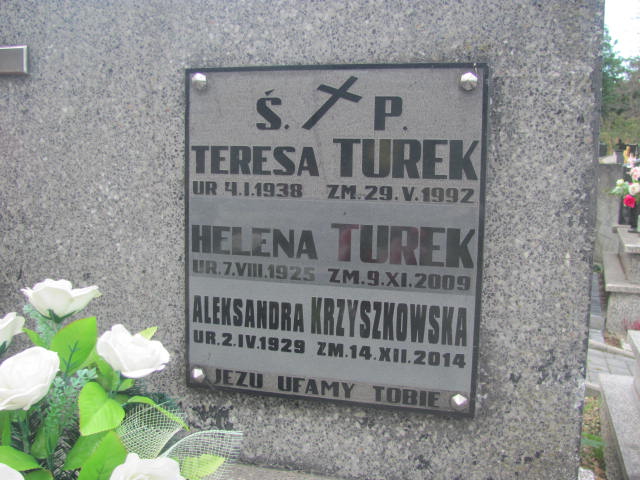 Ś. P.
TERESA TUREK
UR 4.I.1938 ZM.29.V.1992
HELENA TUREK
UR.7.VIII.1925 ZM.9.XI.2009
ALEKSANDRA KRZYSZKOWSKA
UR.2.IV.1929 ZM.14.XII.2014
JEZU UFAMY TOBIE